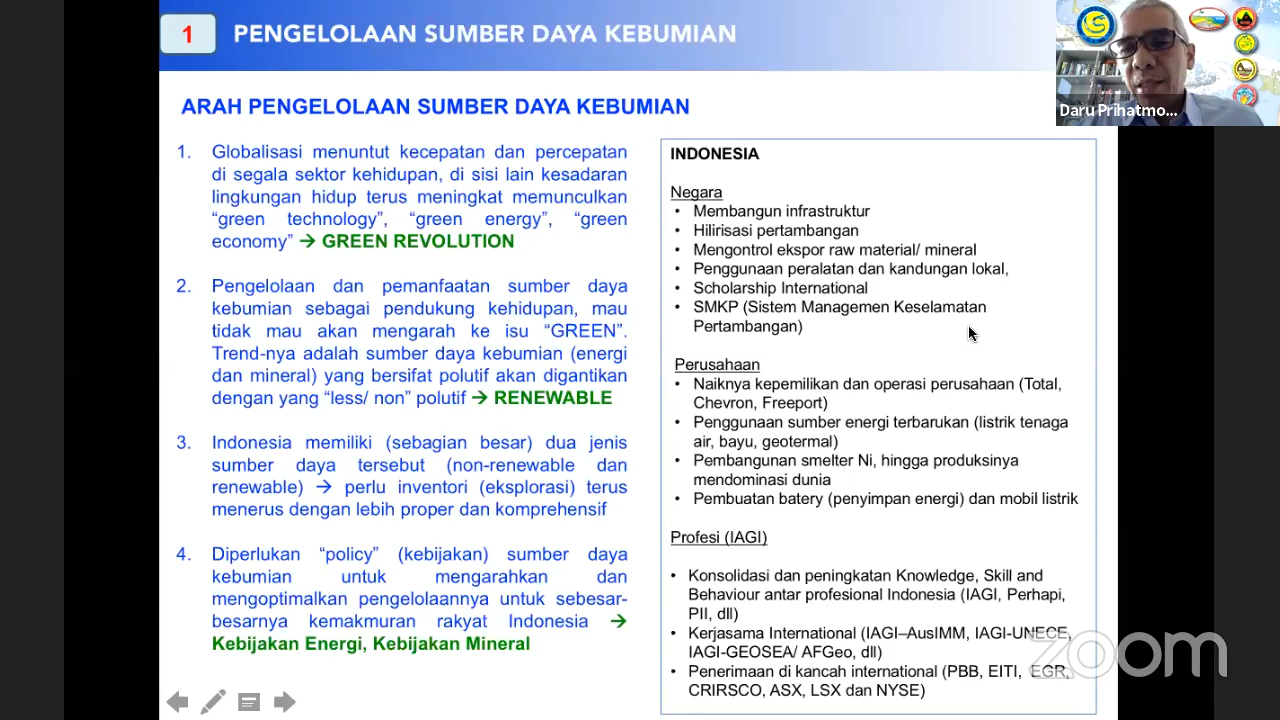 1
PENGELOLAAN SUMBER DAYA KEBUMIAN
Daru Prihatmo...
ARAH PENGELOLAAN SUMBER DAYA KEBUMIAN
1. Globalisasi menuntut kecepatan dan percepatan
di segala sektor kehidupan, di sisi lain kesadaran
lingkungan hidup terus meningkat memunculkan
“green technology”, “green energy”, “green
economy” → GREEN REVOLUTION
2. Pengelolaan dan pemanfaatan sumber daya
kebumian sebagai pendukung kehidupan, mau
tidak mau akan mengarah ke isu “GREEN”.
Trend-nya adalah sumber daya kebumian (energi
dan mineral) yang bersifat polutif akan digantikan
dengan yang “less/ non” polutif → RENEWABLE
3. Indonesia memiliki (sebagian besar) dua jenis
sumber daya tersebut (non-renewable dan
renewable) → perlu inventori (eksplorasi) terus
menerus dengan lebih proper dan komprehensif
4. Diperlukan “policy” (kebijakan) sumber daya
kebumian untuk mengarahkan dan
mengoptimalkan pengelolaannya untuk sebesar-
besarnya kemakmuran rakyat Indonesia →
Kebijakan Energi, Kebijakan Mineral
INDONESIA
Negara
• Membangun infrastruktur
• Hilirisasi pertambangan
• Mengontrol ekspor raw material/ mineral
• Penggunaan peralatan dan kandungan lokal,
• Scholarship International
• SMKP (Sistem Managemen Keselamatan
Pertambangan)
Perusahaan
• Naiknya kepemilikan dan operasi perusahaan (Total,
Chevron, Freeport)
• Penggunaan sumber energi terbarukan (listrik tenaga
air, bayu, geotermal)
• Pembangunan smelter Ni, hingga produksinya
mendominasi dunia
• Pembuatan batery (penyimpan energi) dan mobil listrik
Profesi (IAGI)
• Konsolidasi dan peningkatan Knowledge, Skill and
Behaviour antar profesional Indonesia (IAGI, Perhapi,
PII, dll)
• Kerjasama International (IAGI–AusIMM, IAGI-UNECE,
IAGI-GEOSEA/ AFGeo, dll)
• Penerimaan di kancah international (PBB, EITI, EGR,
CRIRSCO, ASX, LSX dan NYSE)
zoom